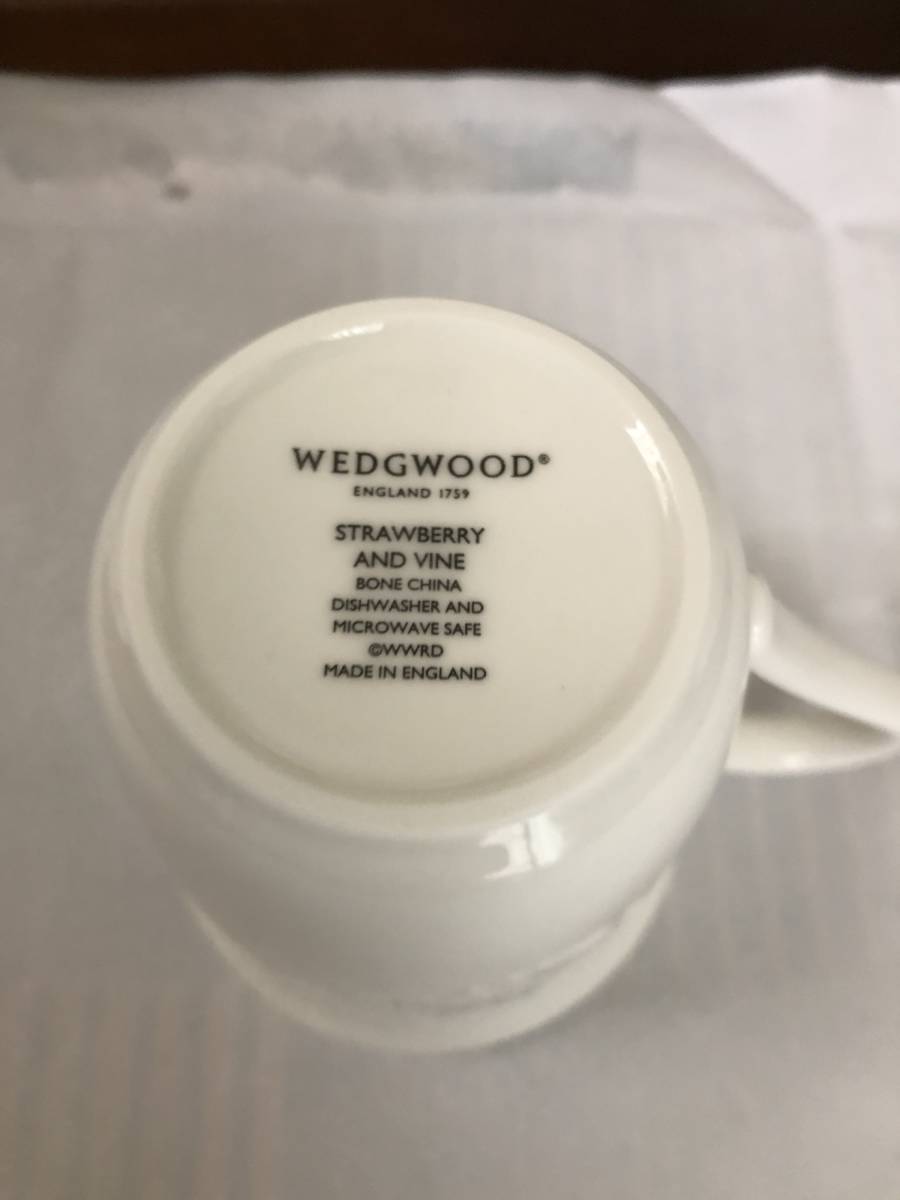 WEDGWOOD®
ENGLAND 1759
STRAWBERRY
AND VINE
BONE CHINA
DISHWASHER AND
MICROWAVE SAFE
©WWRD
MADE IN ENGLAND